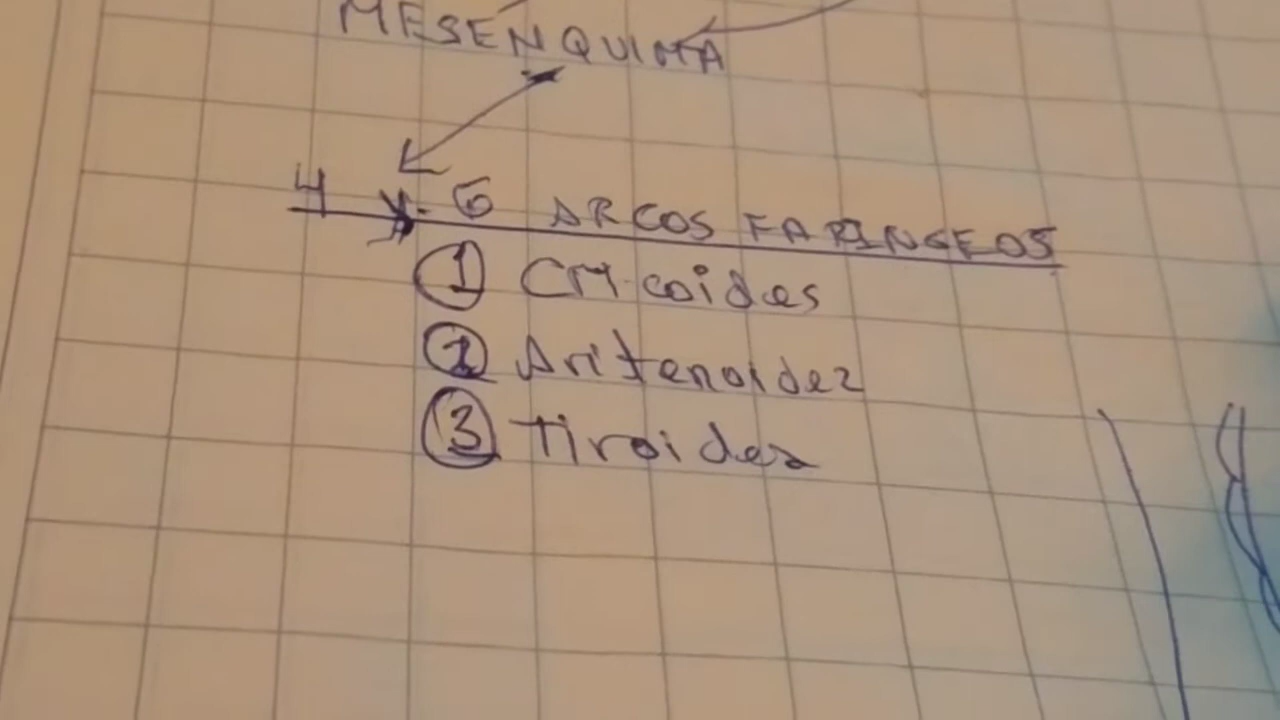 MESENQUIMA
4 y 6 ARCOS FARINGEOS
1 Cricoides
2 Aritenoidez
3 Tiroidez